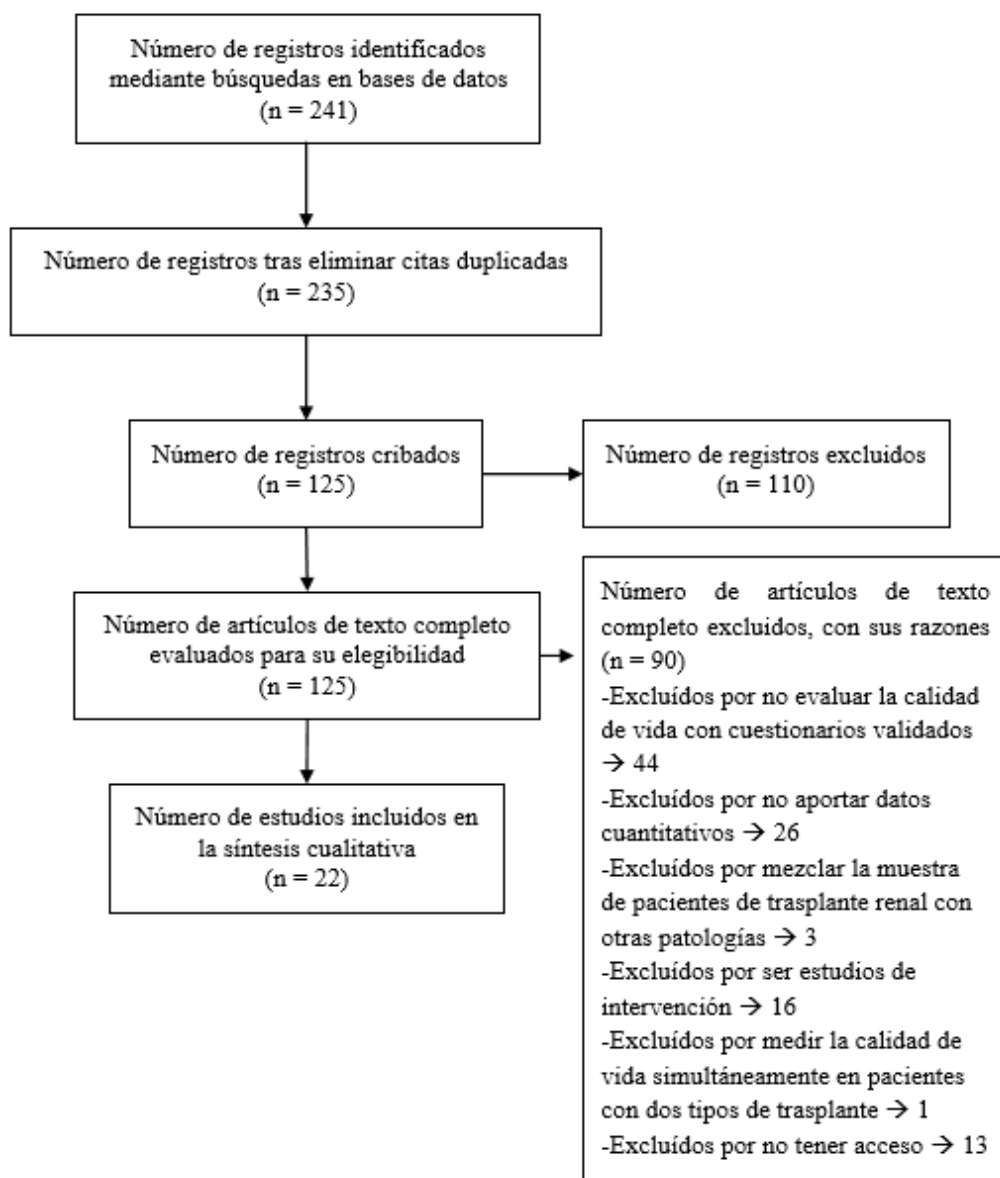 Número de registros identificados
mediante búsquedas en bases de datos
(n = 241)
Número de registros tras eliminar citas duplicadas
(n = 235)
Número de registros cribados
(n = 125)
Número de registros excluidos
(n = 110)
Número de artículos de texto completo
evaluados para su elegibilidad
(n = 125)
Número de artículos de texto
completo excluidos, con sus razones
(n = 90)
-Excluídos por no evaluar la calidad
de vida con cuestionarios validados
→ 44
-Excluídos por no aportar datos
cuantitativos → 26
-Excluídos por mezclar la muestra
de pacientes de trasplante renal con
otras patologías → 3
-Excluídos por ser estudios de
intervención → 16
-Excluídos por medir la calidad de
vida simultáneamente en pacientes
con dos tipos de trasplante → 1
-Excluídos por no tener acceso → 13
Número de estudios incluidos en
la síntesis cualitativa
(n = 22)